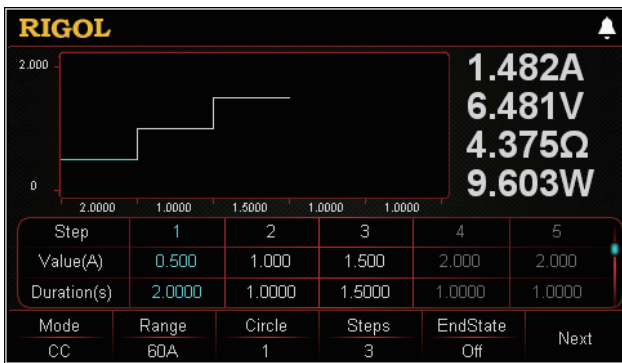 RIGOL
2.000
1.482A
6.481V
4.375Ω
9.603W
0
2.0000 1.0000 1.5000 1.0000 1.0000
Step 1 2 3 4 5
Value(A) 0.500 1.000 1.500 2.000 2.000
Duration(s) 2.0000 1.0000 1.5000 1.0000 1.0000
Mode Range Circle Steps EndState Next
CC 60A 1 3 Off